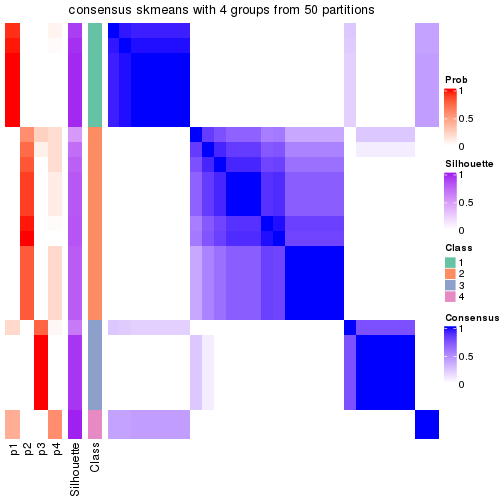 consensus skmeans with 4 groups from 50 partitions
Prob
1
0.5
0
Silhouette
1
0.5
0
Class
1
2
3
4
Consensus
1
0.5
0
p1
p2
p3
p4
Silhouette
Class